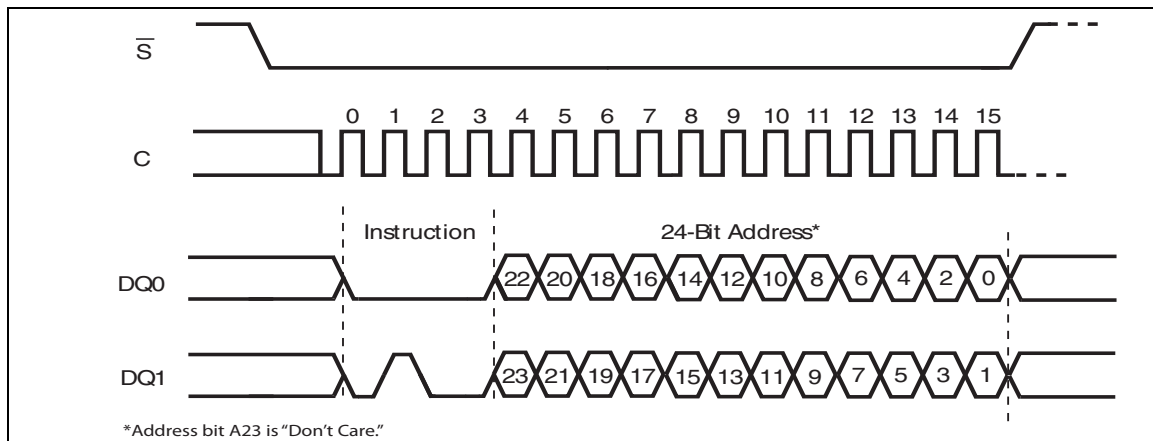 S
0 1 2 3 4 5 6 7 8 9 10 11 12 13 14 15
C
Instruction 24-Bit Address*
DQ0 22 20 18 16 14 12 10 8 6 4 2 0
DQ1 23 21 19 17 15 13 11 9 7 5 3 1
*Address bit A23 is “Don’t Care.”